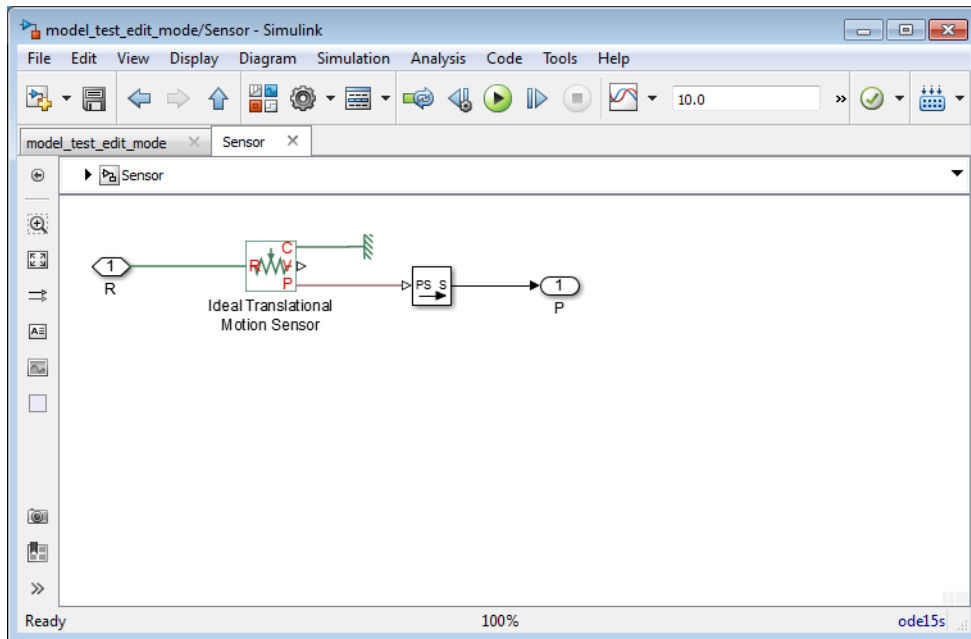 model_test_edit_mode/Sensor - Simulink
File Edit View Display Diagram Simulation Analysis Code Tools Help
10.0 »
model_test_edit_mode Sensor
Sensor
1
R
R C V P
Ideal Translational
Motion Sensor
PS S
1
P
A
»
Ready 100% ode15s